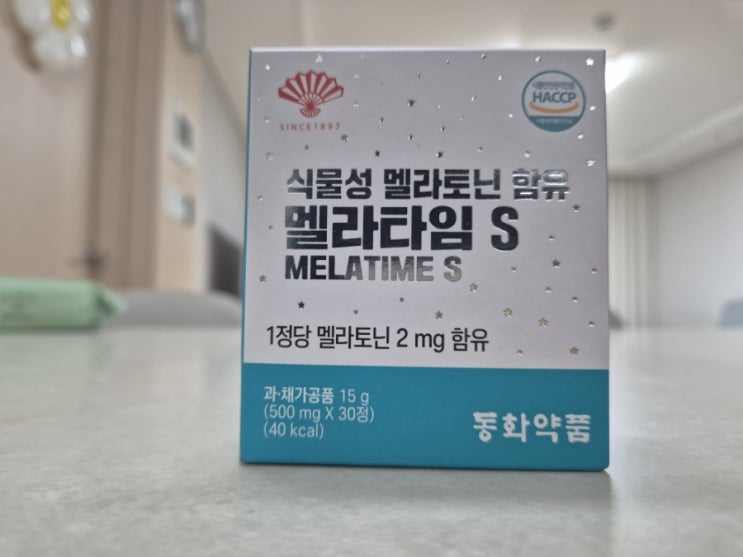 SINCE1897
HACCP
식물성 멜라토닌 함유
멜라타임 S
MELATIME S
1정당 멜라토닌 2 mg 함유
과·채가공품 15 g
(500 mg X 30정)
(40 kcal)
동화약품